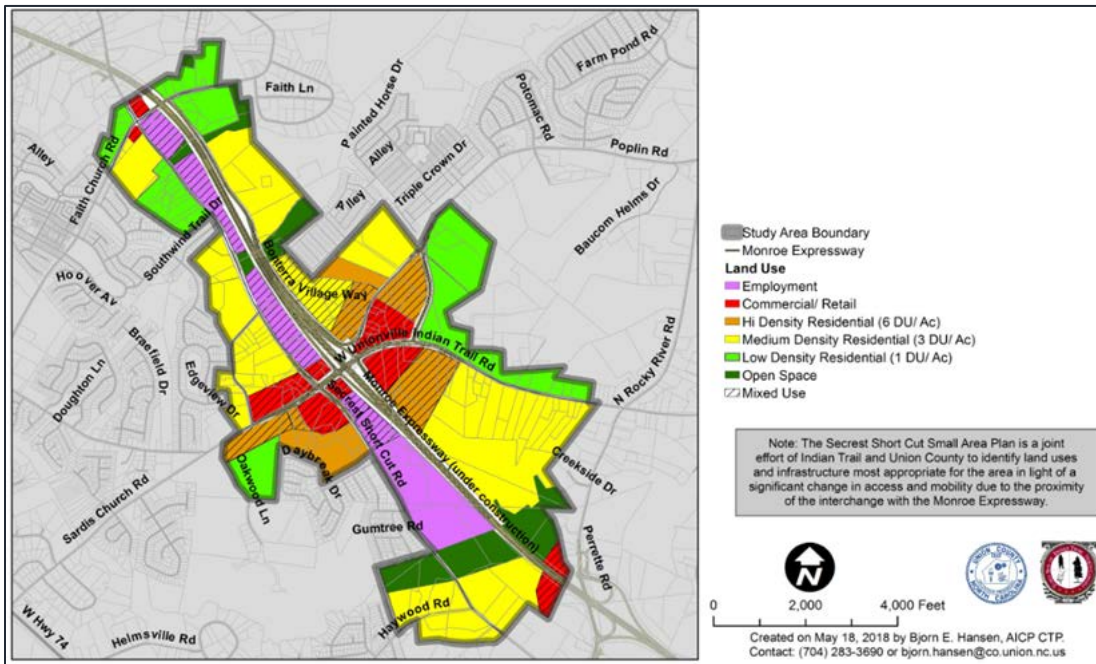 Farm Pond Rd
Faith Ln
Painted Horse Dr
Potomac Rd
Alley
Poplin Rd
Triple Crown Dr
Alley
Faith Church Rd
Alley
Baucom Helms Dr
Southwind Trail Dr
Bonterra Village Way
Hoover Av
W Unionville Indian Trail Rd
Braefield Dr
N Rocky River Rd
Edgeview Dr
Doughton Ln
Monroe Expressway (under construction)
Secrest Short Cut Rd
Daybreak Dr
Oakwood Ln
Creekside Dr
Sardis Church Rd
Gumtree Rd
Perrette Rd
Haywood Rd
W Hwy 74
Helmsville Rd
Study Area Boundary
Monroe Expressway
Land Use
Employment
Commercial/ Retail
Hi Density Residential (6 DU/ Ac)
Medium Density Residential (3 DU/ Ac)
Low Density Residential (1 DU/ Ac)
Open Space
Mixed Use
Note: The Secrest Short Cut Small Area Plan is a joint
effort of Indian Trail and Union County to identify land uses
and infrastructure most appropriate for the area in light of a
significant change in access and mobility due to the proximity
of the interchange with the Monroe Expressway.
N
UNION COUNTY
NORTH CAROLINA
0 2,000 4,000 Feet
Created on May 18, 2018 by Bjorn E. Hansen, AICP CTP.
Contact: (704) 283-3690 or bjorn.hansen@co.union.nc.us